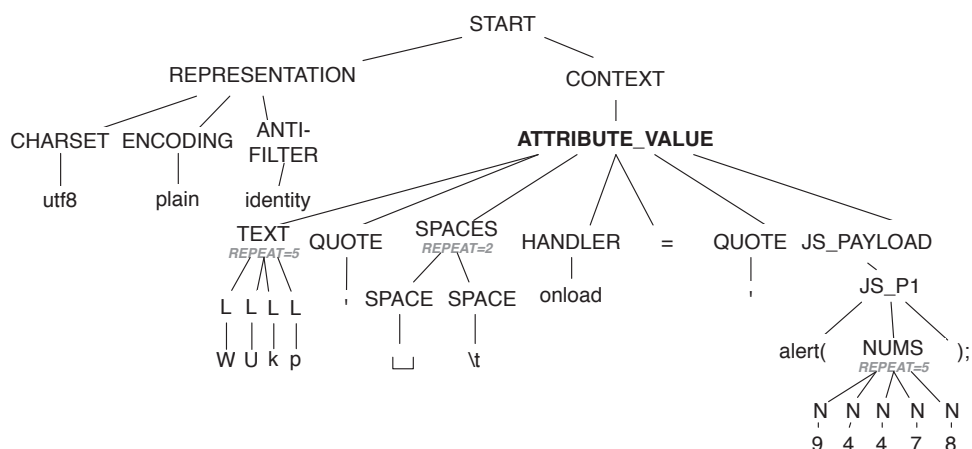 START
REPRESENTATION
CONTEXT
CHARSET ENCODING ANTI-
FILTER
ATTRIBUTE_VALUE
utf8 plain identity
TEXT QUOTE SPACES HANDLER = QUOTE JS_PAYLOAD
REPEAT=5 REPEAT=2
L L L L ' SPACE SPACE onload ' JS_P1
W U k p \t alert( NUMS );
REPEAT=5
N N N N N
9 4 4 7 8